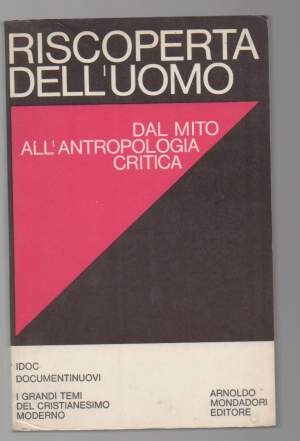 RISCOPERTA
DELL'UOMO
DAL MITO
ALL'ANTROPOLOGIA
CRITICA
IDOC
DOCUMENTINUOVI
I GRANDI TEMI
DEL CRISTIANESIMO
MODERNO
ARNOLDO
MONDADORI
EDITORE